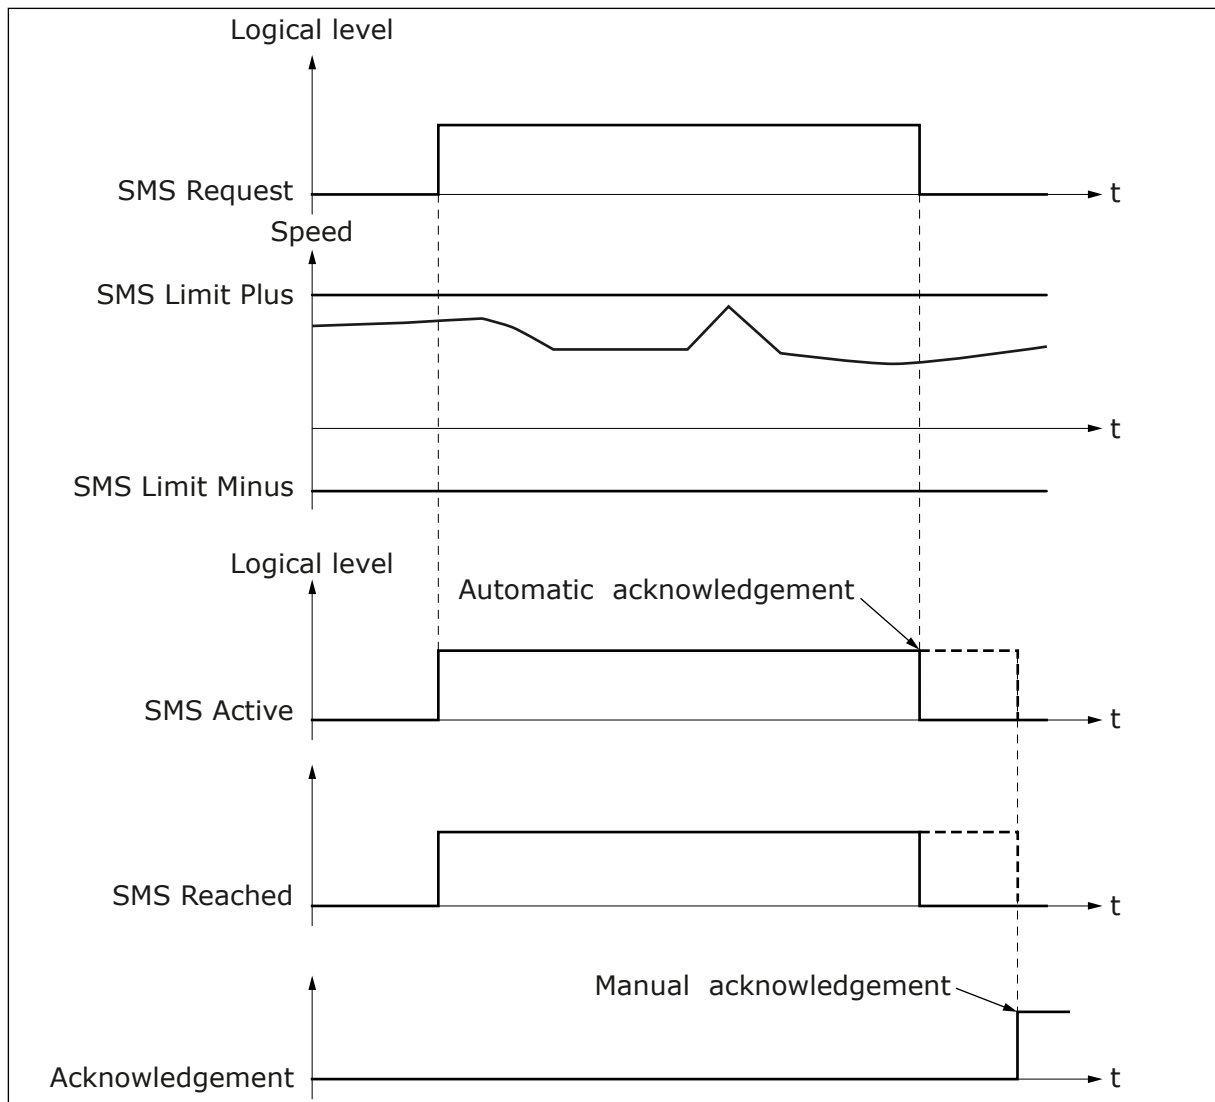 Logical level
SMS Request
t
Speed
SMS Limit Plus
t
SMS Limit Minus
Logical level
Automatic acknowledgement
SMS Active
t
SMS Reached
t
Manual acknowledgement
Acknowledgement
t